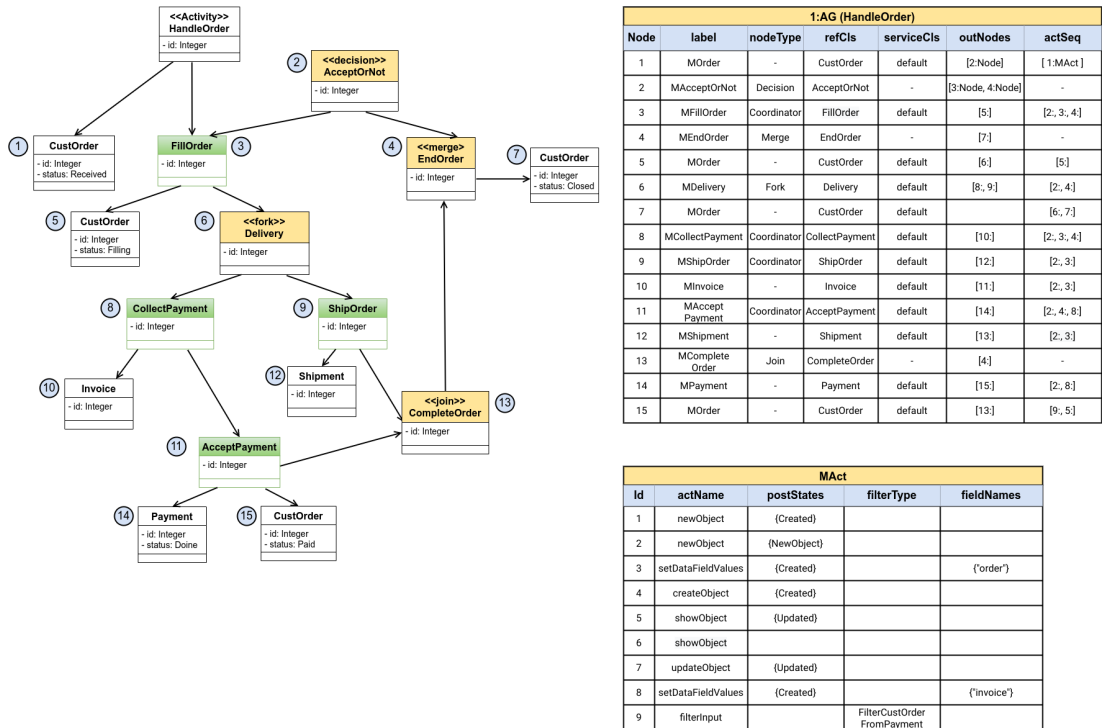 <<Activity>>
HandleOrder
- id: Integer
2
<<decision>>
AcceptOrNot
- id: Integer
1
CustOrder
- id: Integer
- status: Received
FillOrder
- id: Integer
3
4
<<merge>
EndOrder
- id: Integer
7
CustOrder
- id: Integer
- status: Closed
5
CustOrder
- id: Integer
- status: Filling
6
<<fork>>
Delivery
- id: Integer
8
CollectPayment
- id: Integer
9
ShipOrder
- id: Integer
10
Invoice
- id: Integer
12
Shipment
- id: Integer
<<join>>
CompleteOrder
- id: Integer
13
11
AcceptPayment
- id: Integer
14
Payment
- id: Integer
- status: Doine
15
CustOrder
- id: Integer
- status: Paid
1:AG (HandleOrder)
Node label nodeType refCls serviceCls outNodes actSeq
1 MOrder - CustOrder default [2:Node] [ 1:MAct ]
2 MAcceptOrNot Decision AcceptOrNot - [3:Node, 4:Node] -
3 MFillOrder Coordinator FillOrder default [5:] [2:, 3:, 4:]
4 MEndOrder Merge EndOrder - [7:] -
5 MOrder - CustOrder default [6:] [5:]
6 MDelivery Fork Delivery default [8:, 9:] [2:, 4:]
7 MOrder - CustOrder default [6:, 7:]
8 MCollectPayment Coordinator CollectPayment default [10:] [2:, 3:, 4:]
9 MShipOrder Coordinator ShipOrder default [12:] [2:, 3:]
10 MInvoice - Invoice default [11:] [2:, 3:]
11 MAccept Payment Coordinator AcceptPayment default [14:] [2:, 4:, 8:]
12 MShipment - Shipment default [13:] [2:, 3:]
13 MComplete Order Join CompleteOrder - [4:] -
14 MPayment - Payment default [15:] [2:, 8:]
15 MOrder - CustOrder default [13:] [9:, 5:]
MAct
Id actName postStates filterType fieldNames
1 newObject {Created}
2 newObject {NewObject}
3 setDataFieldValues {Created} {"order"}
4 createObject {Created}
5 showObject {Updated}
6 showObject
7 updateObject {Updated}
8 setDataFieldValues {Created} {"invoice"}
9 filterInput FilterCustOrder FromPayment